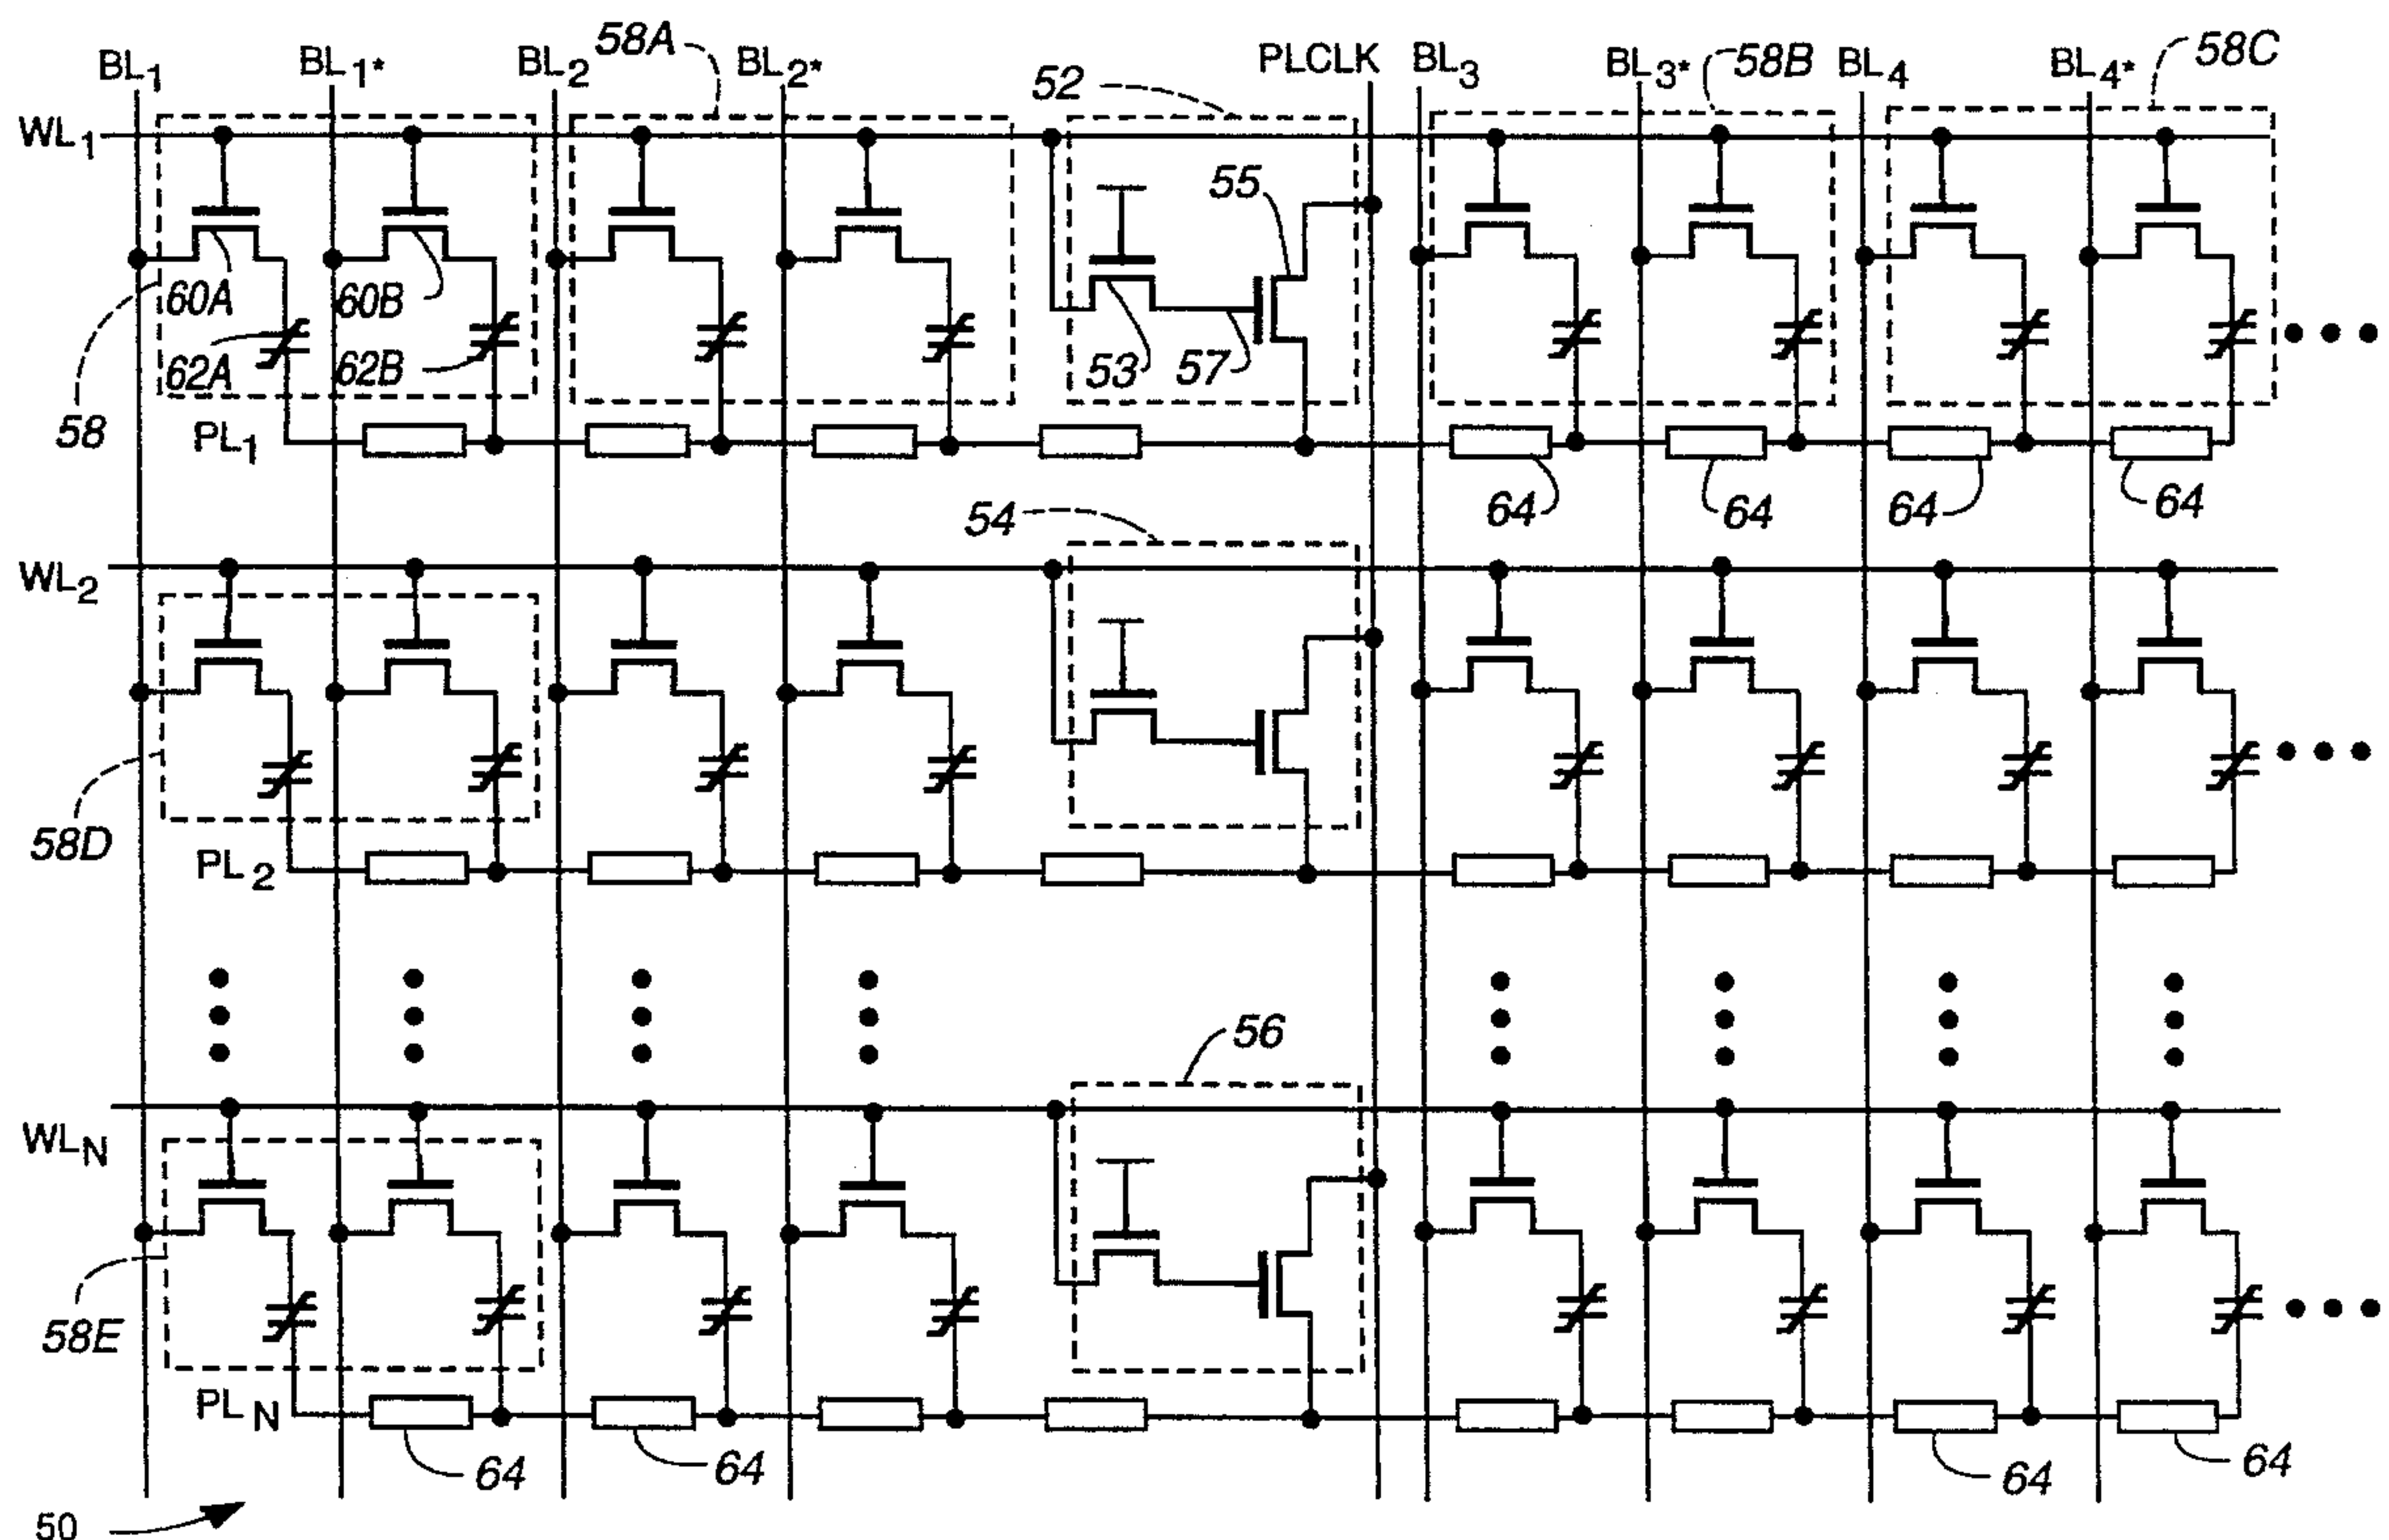 BL1 BL1* BL2 58A BL2* 52 PLCLK BL3 BL3* 58B BL4 BL4* 58C
WL1
55
60A 60B
62A 62B 53 57
58 PL1
64 64 64 64
54
WL2
58D PL2
56
WLN
58E
PLN
64 64 64 64
50